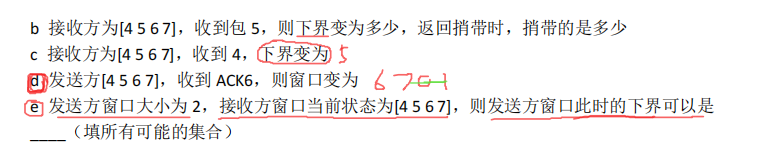 b 接收方为[4 5 6 7]，收到包 5，则下界变为多少，返回捎带时，捎带的是多少
c 接收方为[4 5 6 7]，收到 4，下界变为 5
d 发送方[4 5 6 7]，收到 ACK6，则窗口变为 6701
e 发送方窗口大小为 2，接收方窗口当前状态为[4 5 6 7]，则发送方窗口此时的下界可以是
____（填所有可能的集合）